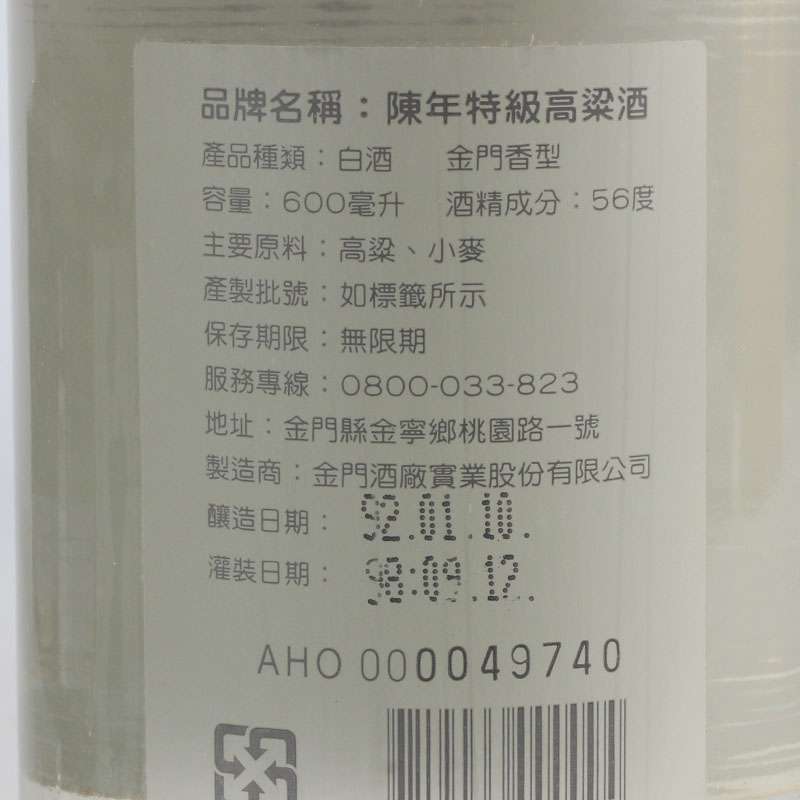 品牌名稱：陳年特級高粱酒
產品種類：白酒　金門香型
容量：600毫升　酒精成分：56度
主要原料：高粱、小麥
產製批號：如標籤所示
保存期限：無限期
服務專線：0800-033-823
地址：金門縣金寧鄉桃園路一號
製造商：金門酒廠實業股份有限公司
釀造日期：92.01.10.
灌裝日期：98.09.12.
AHO 000049740